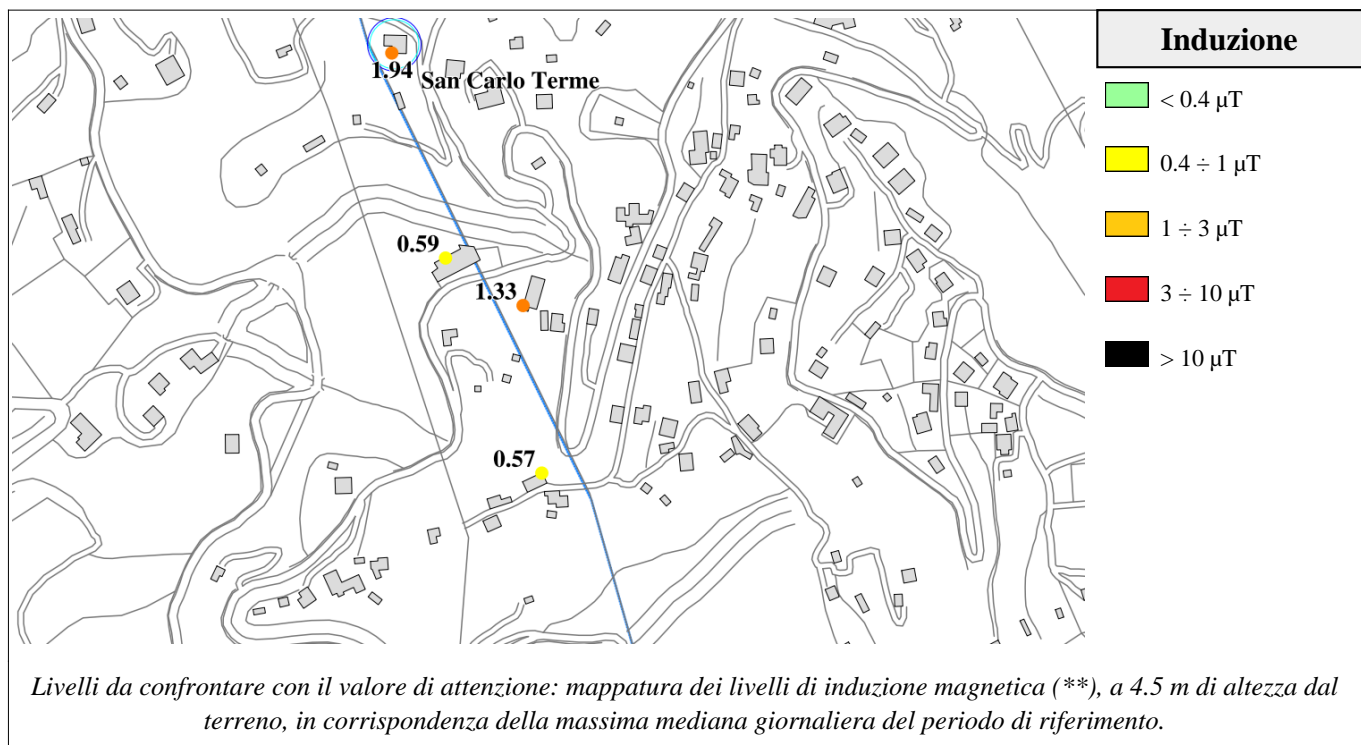 Induzione
< 0.4 µT
0.4 ÷ 1 µT
1 ÷ 3 µT
3 ÷ 10 µT
> 10 µT
1.94
San Carlo Terme
0.59
1.33
0.57
Livelli da confrontare con il valore di attenzione: mappatura dei livelli di induzione magnetica (**), a 4.5 m di altezza dal
terreno, in corrispondenza della massima mediana giornaliera del periodo di riferimento.